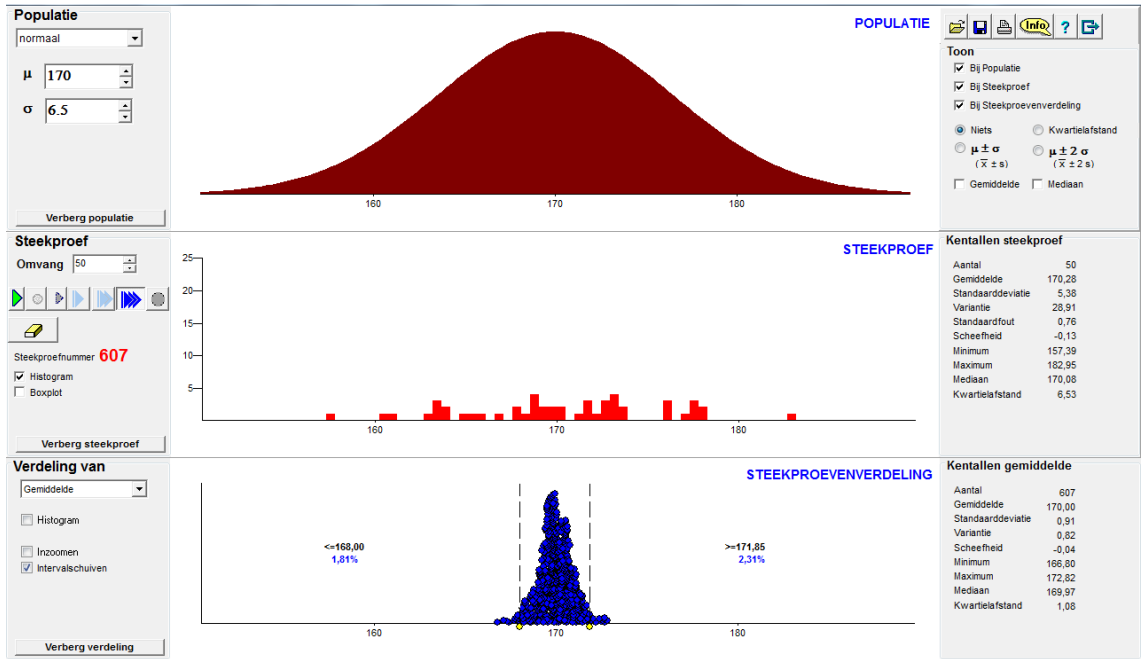 Populatie
normaal
μ 170
σ 6.5
Verberg populatie
POPULATIE
160 170 180
Info ?
Toon
Bij Populatie
Bij Steekproef
Bij Steekproevenverdeling
Niets Kwartielafstand
μ ± σ μ ± 2 σ
( x̅ ± s) ( x̅ ± 2 s)
Gemiddelde Mediaan
Steekproef
Omvang 50
Steekproefnummer 607
Histogram
Boxplot
Verberg steekproef
STEEKPROEF
25
20
15
10
5
160 170 180
Kentallen steekproef
Aantal 50
Gemiddelde 170,28
Standaarddeviatie 5,38
Variantie 28,91
Standaardfout 0,76
Scheefheid -0,13
Minimum 157,39
Maximum 182,95
Mediaan 170,08
Kwartielafstand 6,53
Verdeling van
Gemiddelde
Histogram
Inzoomen
Intervalschuiven
Verberg verdeling
STEEKPROEVENVERDELING
<=168,00 >=171,85
1,81% 2,31%
160 170 180
Kentallen gemiddelde
Aantal 607
Gemiddelde 170,00
Standaarddeviatie 0,91
Variantie 0,82
Scheefheid -0,04
Minimum 166,80
Maximum 172,82
Mediaan 169,97
Kwartielafstand 1,08